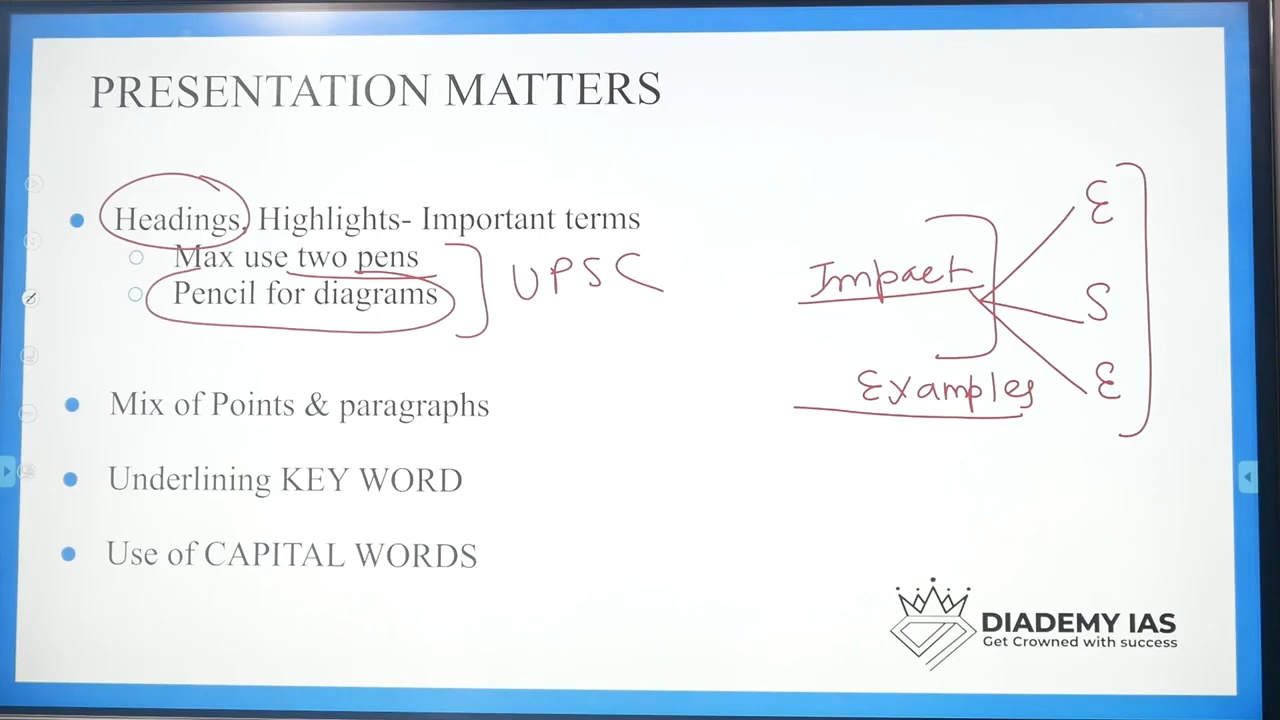 PRESENTATION MATTERS
Headings, Highlights- Important terms
Max use two pens
Pencil for diagrams
UPSC
Mix of Points & paragraphs
Underlining KEY WORD
Use of CAPITAL WORDS
Impact
E
S
E
Examples
DIADEMY IAS
Get Crowned with success